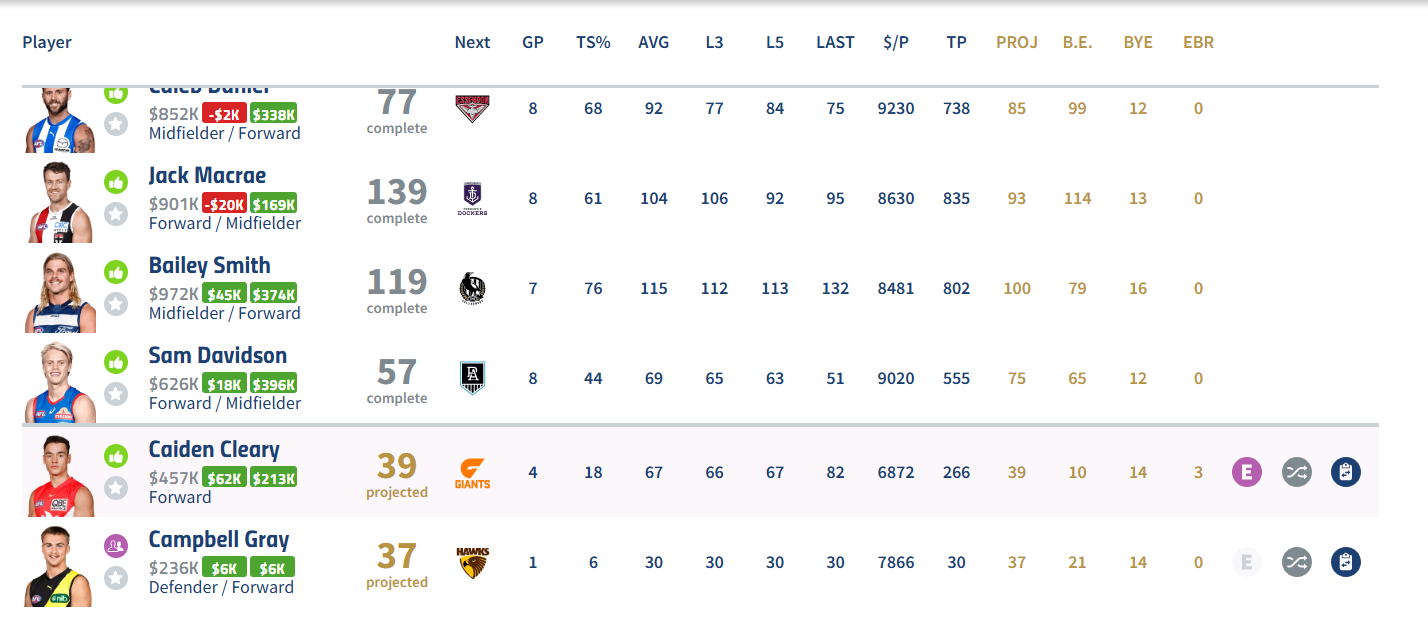 Player Next GP TS% AVG L3 L5 LAST $/P TP PROJ B.E. BYE EBR
Caleb Daniel
$852K -$2K $338K
Midfielder / Forward
77
complete
ESSENDON
8 68 92 77 84 75 9230 738 85 99 12 0
Jack Macrae
$901K -$20K $169K
Forward / Midfielder
139
complete
DOCKERS
8 61 104 106 92 95 8630 835 93 114 13 0
Bailey Smith
$972K $45K $374K
Midfielder / Forward
119
complete
7 76 115 112 113 132 8481 802 100 79 16 0
Sam Davidson
$626K $18K $396K
Forward / Midfielder
57
complete
PA
8 44 69 65 63 51 9020 555 75 65 12 0
Caiden Cleary
$457K $62K $213K
Forward
39
projected
GIANTS
4 18 67 66 67 82 6872 266 39 10 14 3 E
Campbell Gray
$236K $6K $6K
Defender / Forward
37
projected
HAWKS
1 6 30 30 30 30 7866 30 37 21 14 0 E